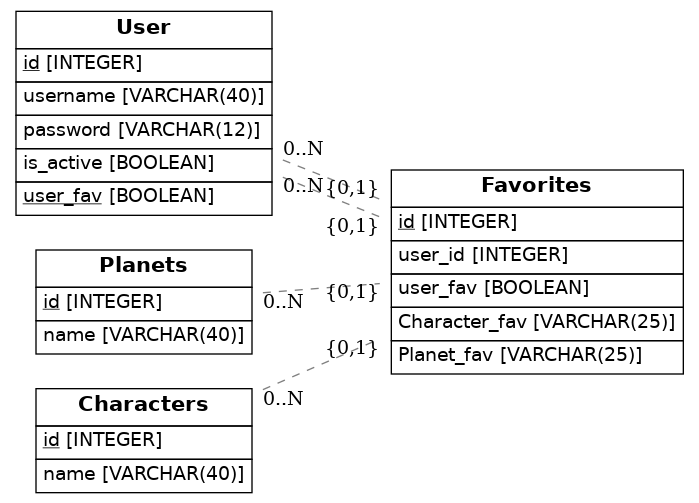 User
id [INTEGER]
username [VARCHAR(40)]
password [VARCHAR(12)]
is_active [BOOLEAN]
user_fav [BOOLEAN]
0..N
0..N
{0,1}
{0,1}
Planets
id [INTEGER]
name [VARCHAR(40)]
0..N
{0,1}
Characters
id [INTEGER]
name [VARCHAR(40)]
0..N
{0,1}
Favorites
id [INTEGER]
user_id [INTEGER]
user_fav [BOOLEAN]
Character_fav [VARCHAR(25)]
Planet_fav [VARCHAR(25)]